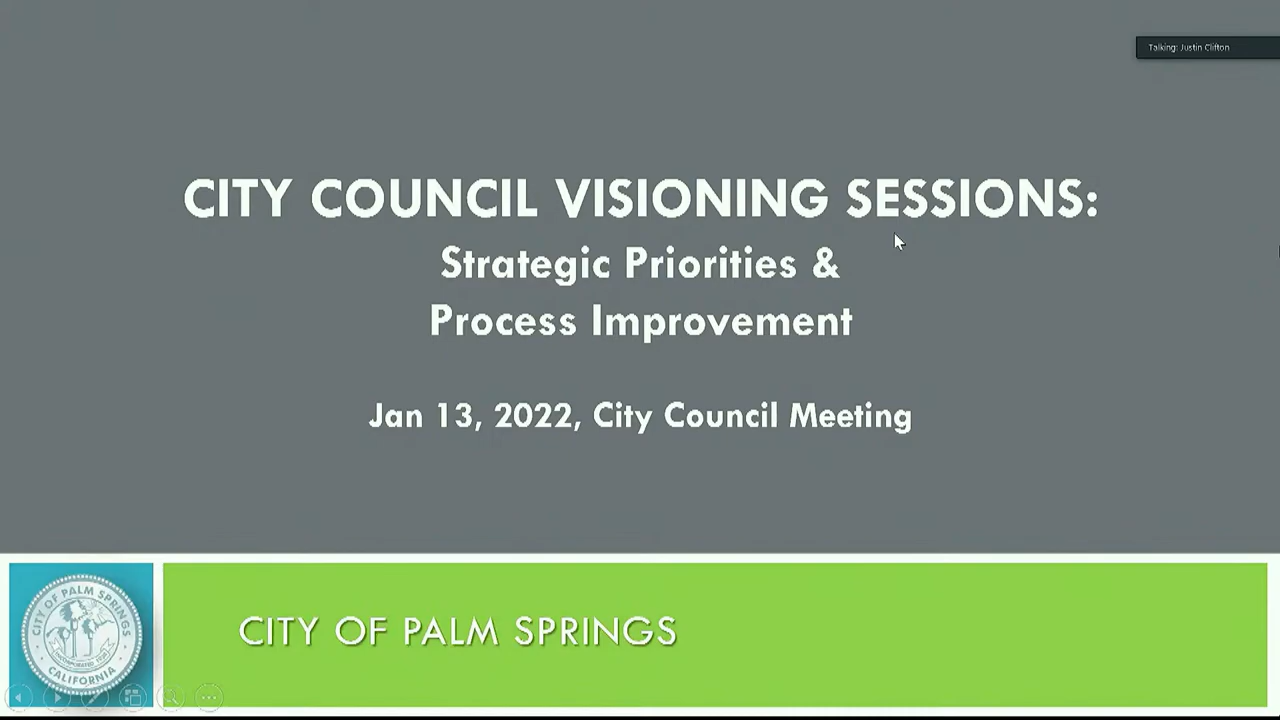 Talking: Justin Clifton
CITY COUNCIL VISIONING SESSIONS:
Strategic Priorities &
Process Improvement
Jan 13, 2022, City Council Meeting
CITY OF PALM SPRINGS
CITY OF PALM SPRINGS
CALIFORNIA